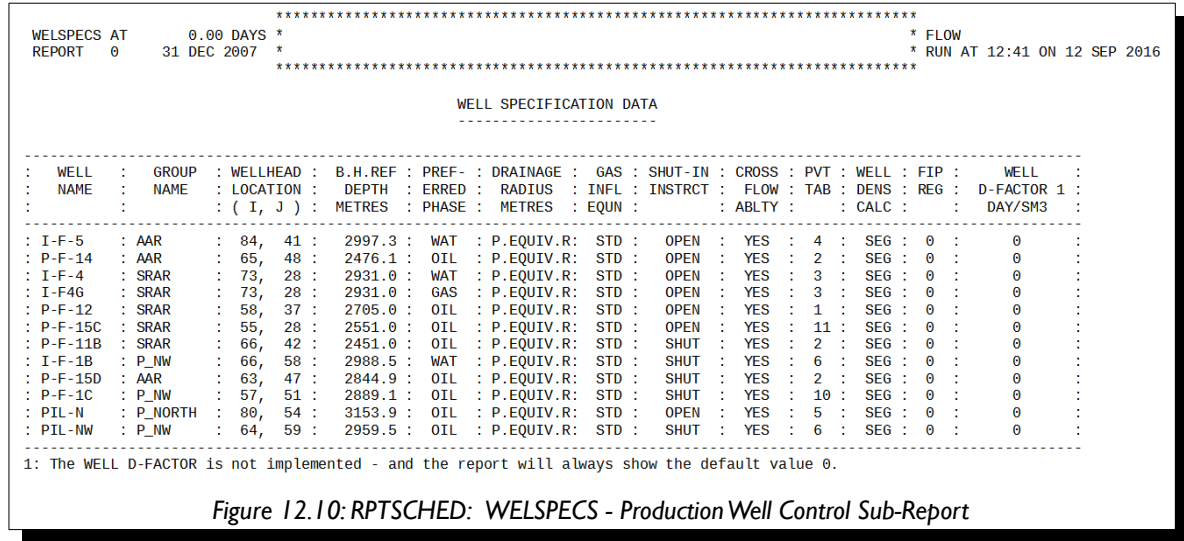 ******************************************************************************
WELSPECS AT       0.00 DAYS *                                                                            * FLOW
REPORT   0     31 DEC 2007  *                                                                            * RUN AT 12:41 ON 12 SEP 2016
******************************************************************************
WELL SPECIFICATION DATA
-----------------------
---------------------------------------------------------------------------------------------------------------------------
:   WELL   :   GROUP  : WELLHEAD :  B.H.REF : PREF- : DRAINAGE :  GAS : SHUT-IN : CROSS : PVT : WELL : FIP :     WELL     :
:   NAME   :   NAME   : LOCATION :   DEPTH  : ERRED :  RADIUS  : INFL : INSTRCT :  FLOW : TAB : DENS : REG :  D-FACTOR 1  :
:          :          : ( I, J ) :  METRES  : PHASE :  METRES  : EQUN :         : ABLTY :     : CALC :     :   DAY/SM3    :
---------------------------------------------------------------------------------------------------------------------------
: I-F-5    : AAR      :  84,  41 :   2997.3 :  WAT  : P.EQUIV.R:  STD :   OPEN  :  YES  :  4  :  SEG :  0  :      0       :
: P-F-14   : AAR      :  65,  48 :   2476.1 :  OIL  : P.EQUIV.R:  STD :   OPEN  :  YES  :  2  :  SEG :  0  :      0       :
: I-F-4    : SRAR     :  73,  28 :   2931.0 :  WAT  : P.EQUIV.R:  STD :   OPEN  :  YES  :  3  :  SEG :  0  :      0       :
: I-F4G    : SRAR     :  73,  28 :   2931.0 :  GAS  : P.EQUIV.R:  STD :   OPEN  :  YES  :  3  :  SEG :  0  :      0       :
: P-F-12   : SRAR     :  58,  37 :   2705.0 :  OIL  : P.EQUIV.R:  STD :   OPEN  :  YES  :  1  :  SEG :  0  :      0       :
: P-F-15C  : SRAR     :  55,  28 :   2551.0 :  OIL  : P.EQUIV.R:  STD :   OPEN  :  YES  :  11 :  SEG :  0  :      0       :
: P-F-11B  : SRAR     :  66,  42 :   2451.0 :  OIL  : P.EQUIV.R:  STD :   SHUT  :  YES  :  2  :  SEG :  0  :      0       :
: I-F-1B   : P_NW     :  66,  58 :   2988.5 :  WAT  : P.EQUIV.R:  STD :   SHUT  :  YES  :  6  :  SEG :  0  :      0       :
: P-F-15D  : AAR      :  63,  47 :   2844.9 :  OIL  : P.EQUIV.R:  STD :   SHUT  :  YES  :  2  :  SEG :  0  :      0       :
: P-F-1C   : P_NW     :  57,  51 :   2889.1 :  OIL  : P.EQUIV.R:  STD :   SHUT  :  YES  :  10 :  SEG :  0  :      0       :
: PIL-N    : P_NORTH  :  80,  54 :   3153.9 :  OIL  : P.EQUIV.R:  STD :   OPEN  :  YES  :  5  :  SEG :  0  :      0       :
: PIL-NW   : P_NW     :  64,  59 :   2959.5 :  OIL  : P.EQUIV.R:  STD :   SHUT  :  YES  :  6  :  SEG :  0  :      0       :
---------------------------------------------------------------------------------------------------------------------------
1: The WELL D-FACTOR is not implemented - and the report will always show the default value 0.
Figure 12.10: RPTSCHED: WELSPECS - Production Well Control Sub-Report